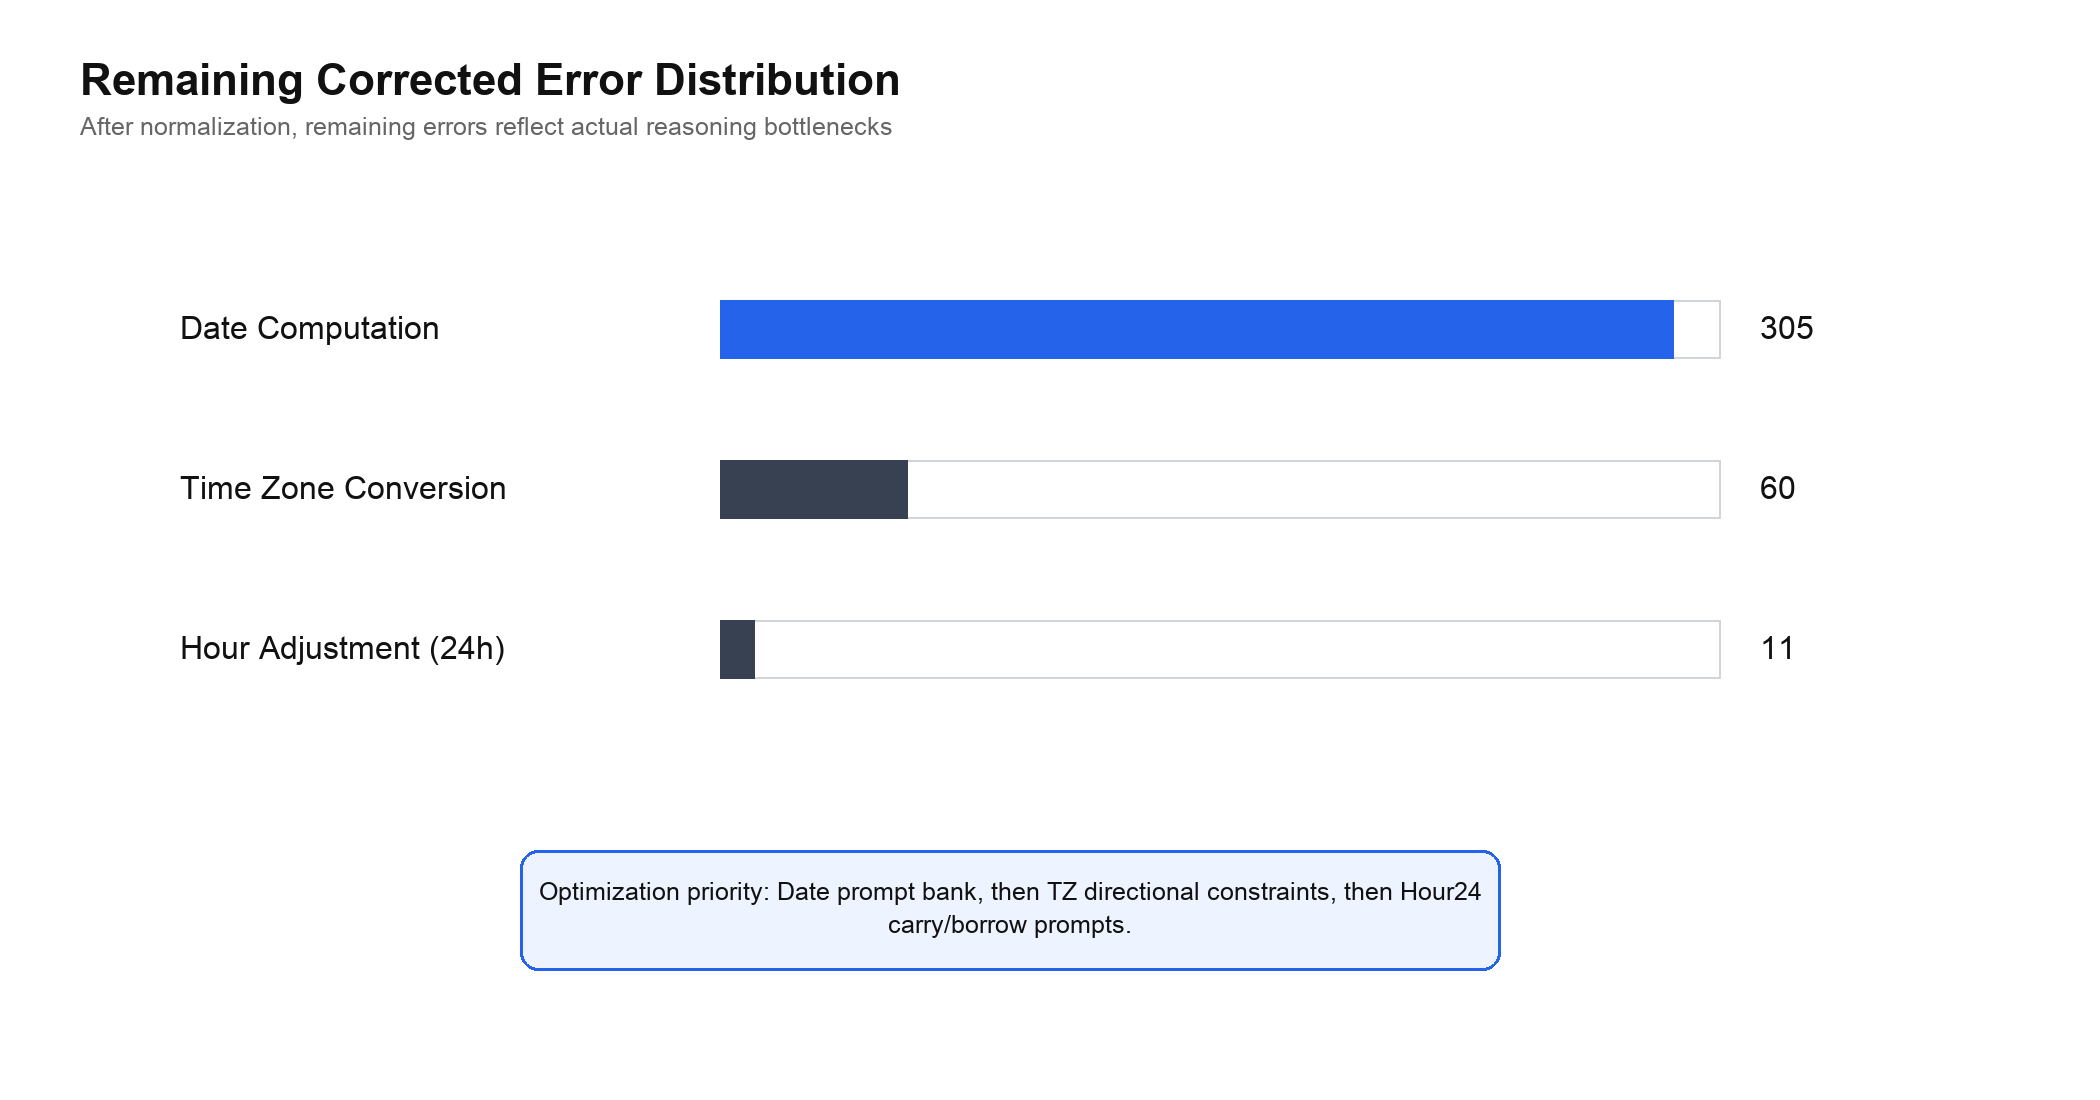 Remaining Corrected Error Distribution
After normalization, remaining errors reflect actual reasoning bottlenecks
Date Computation 305
Time Zone Conversion 60
Hour Adjustment (24h) 11
Optimization priority: Date prompt bank, then TZ directional constraints, then Hour24
carry/borrow prompts.